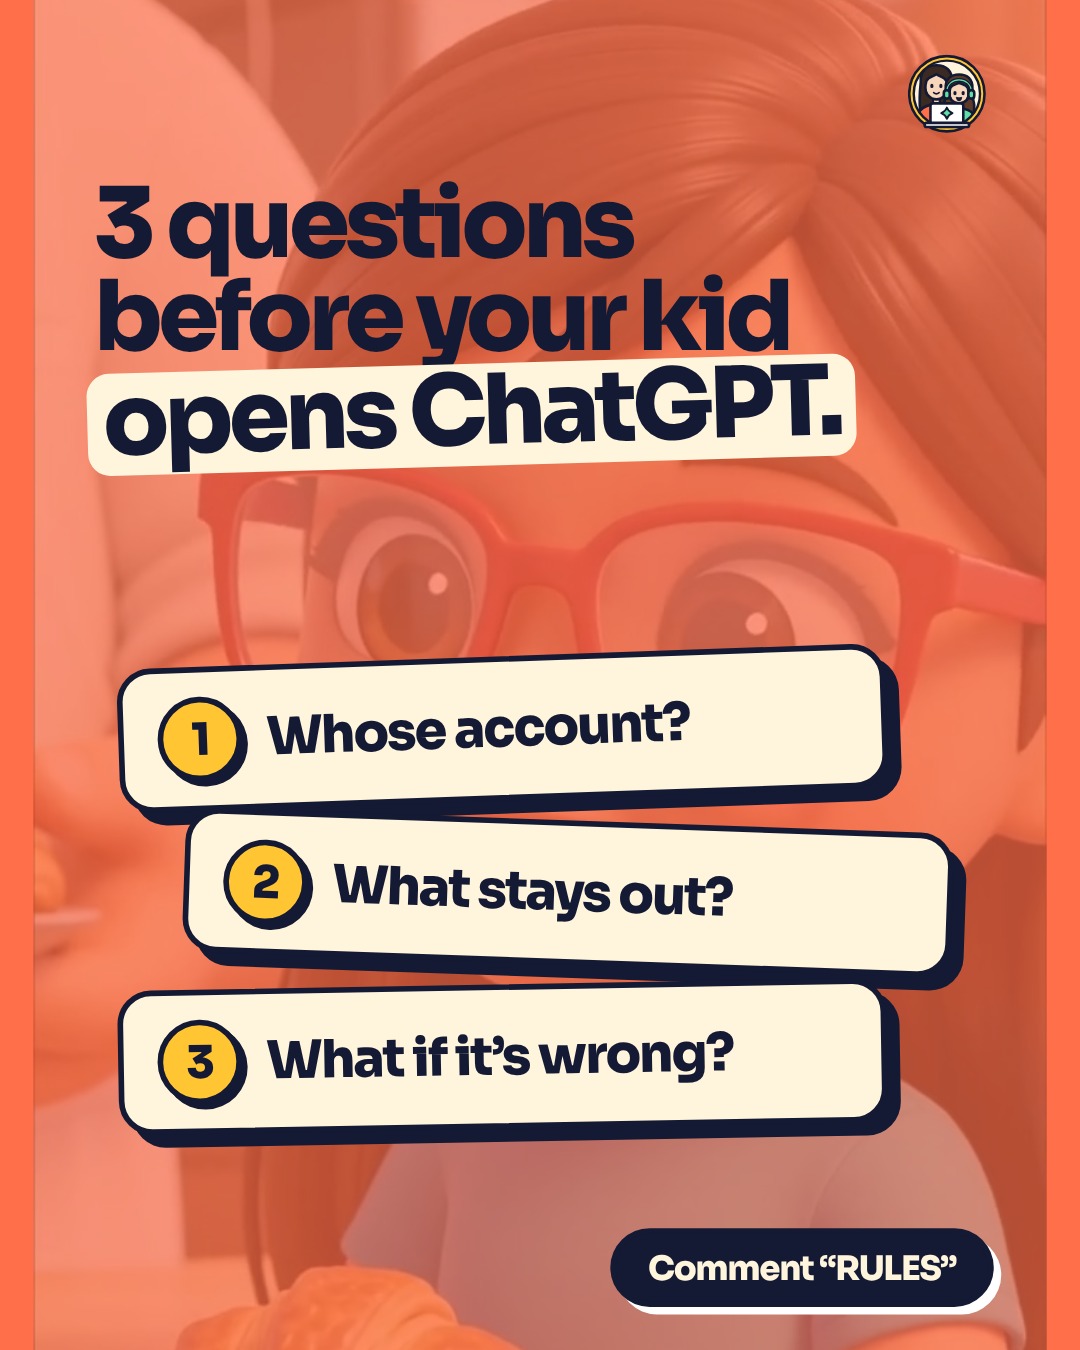 3 questions
before your kid
opens ChatGPT.
1 Whose account?
2 What stays out?
3 What if it’s wrong?
Comment “RULES”